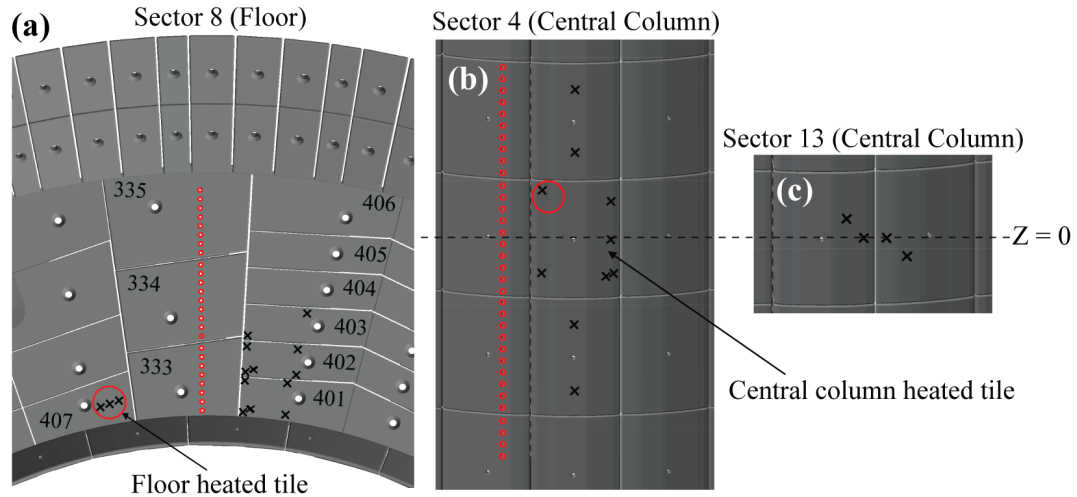 (a)
Sector 8 (Floor)
335
406
405
334
404
403
333
402
401
407
Floor heated tile
Sector 4 (Central Column)
(b)
Central column heated tile
Sector 13 (Central Column)
(c)
Z = 0